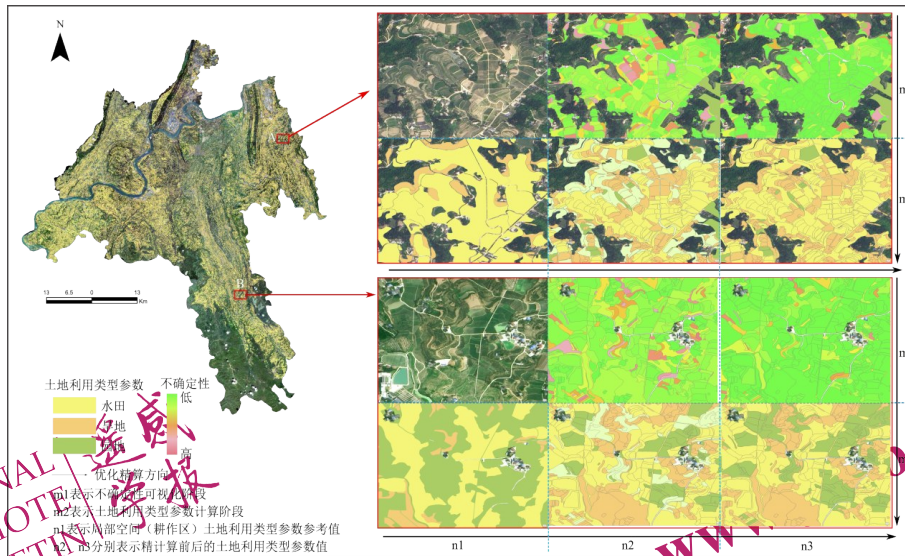 N
13 6.5 0 13
Km
土地利用类型参数
不确定性
低
水田
高
优化精算方向
m1表示不确定性可视化阶段
m2表示土地利用类型参数计算阶段
n1表示局部空间（耕作区）土地利用类型参数参考值
n2、n3分别表示精计算前后的土地利用类型参数值
n1 n2 n3
遥感
学报
WWW